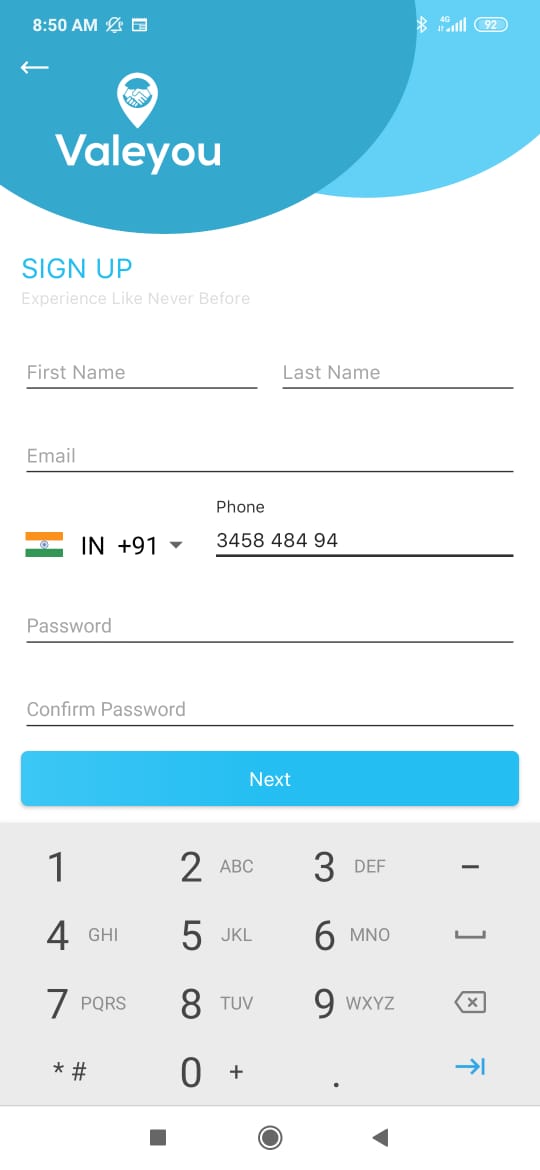 8:50 AM 4G 92
Valeyou
SIGN UP
Experience Like Never Before
First Name Last Name
Email
Phone
IN +91 3458 484 94
Password
Confirm Password
Next
1 2 ABC 3 DEF −
4 GHI 5 JKL 6 MNO
7 PQRS 8 TUV 9 WXYZ
* # 0 + .